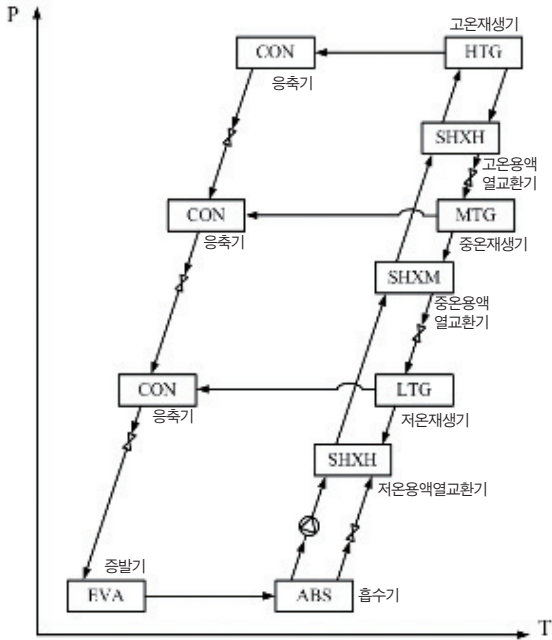 P
고온재생기
CON
HTG
응축기
SHXH
고온용액
열교환기
CON
MTG
응축기
중온재생기
SHXM
중온용액
열교환기
CON
LTG
응축기
저온재생기
SHXH
저온용액열교환기
증발기
EVA
ABS
흡수기
T